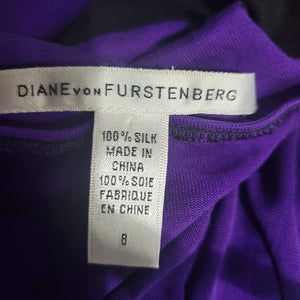 DIANE VON FURSTENBERG
100% SILK
MADE IN
CHINA
100% SOIE
FABRIQUE
EN CHINE
8